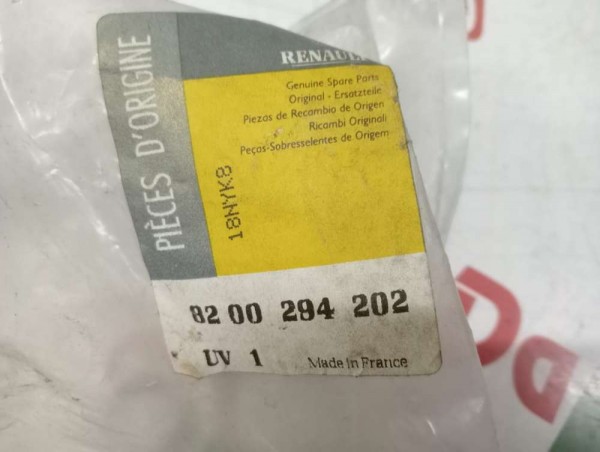 RENAULT
Genuine Spare Parts
Original - Ersatzteile
Piezas de Recambio de Origen
Ricambi Originali
Peças-Sobresselentes de Origem
PIÈCES D'ORIGINE
18NYK8
82 00 294 202
UV 1 Made in France